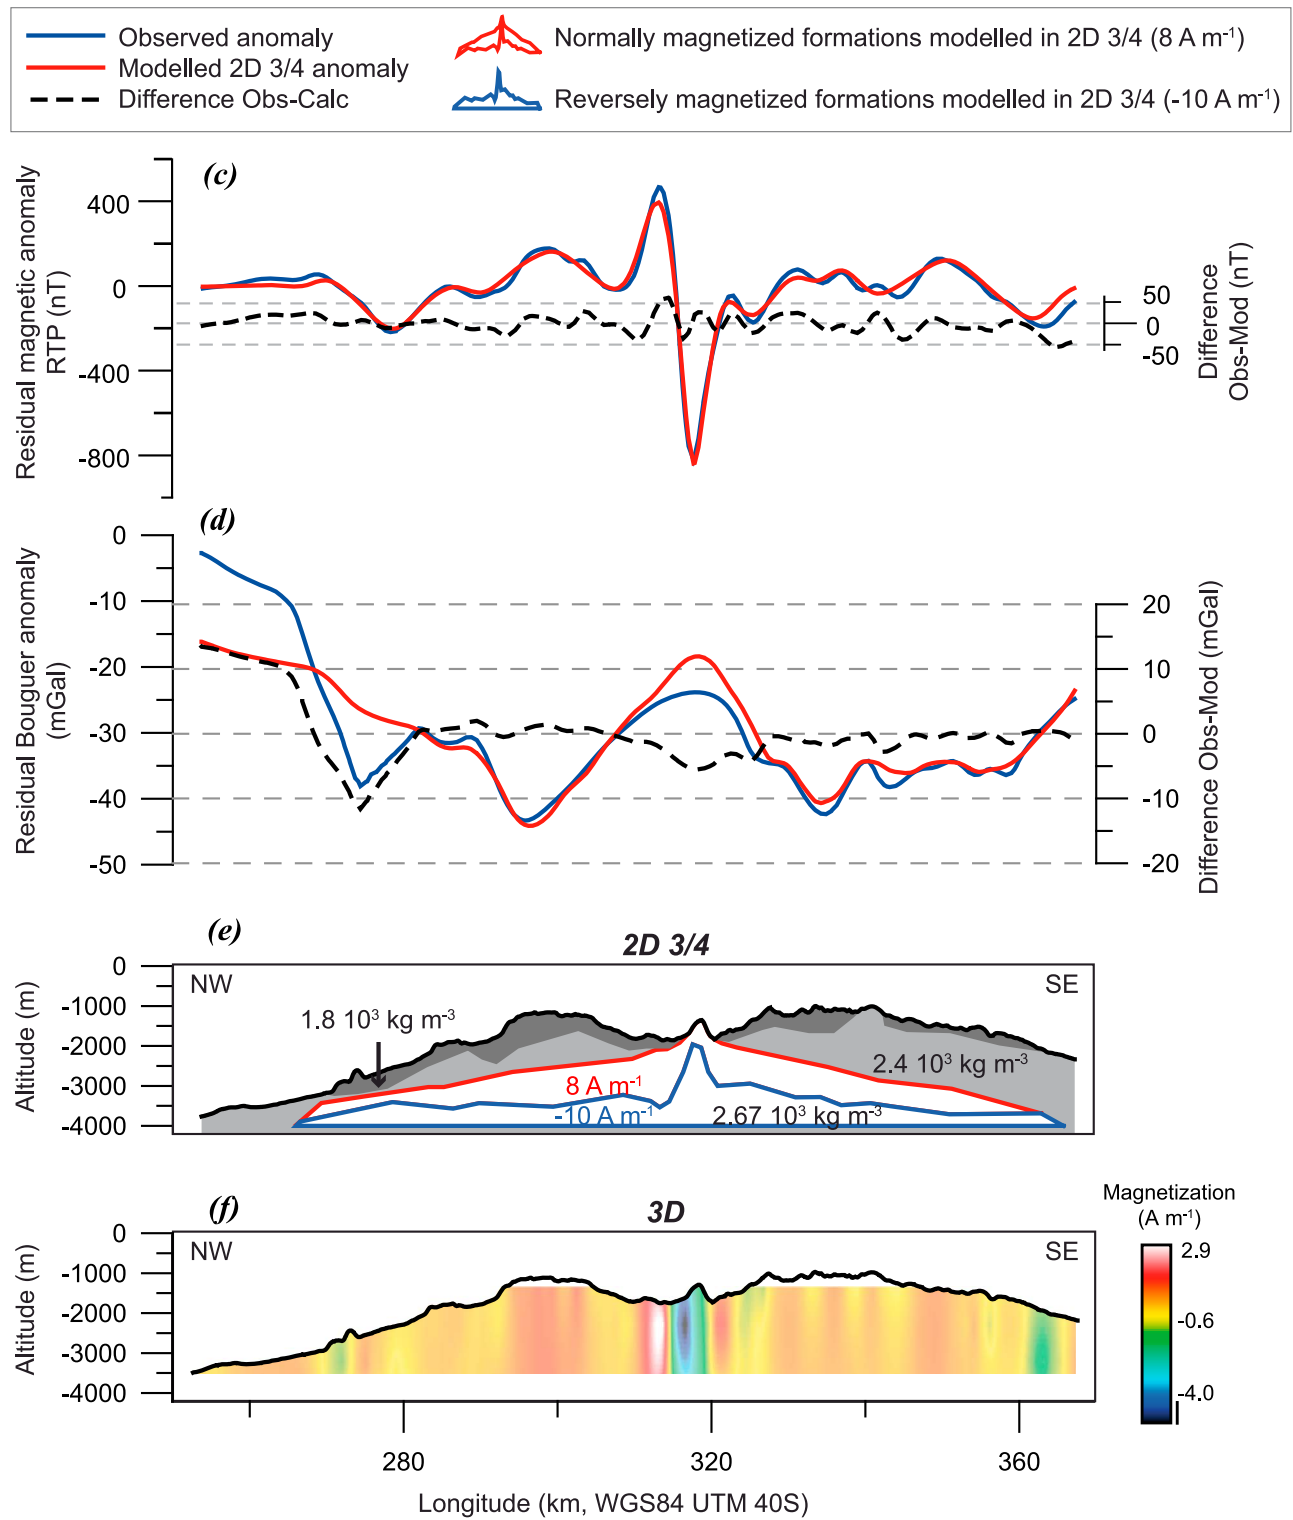 Observed anomaly
Modelled 2D 3/4 anomaly
Difference Obs-Calc
Normally magnetized formations modelled in 2D 3/4 (8 A m⁻¹)
Reversely magnetized formations modelled in 2D 3/4 (-10 A m⁻¹)
(c)
Residual magnetic anomaly
RTP (nT)
400
0
-400
-800
50
0
-50
Difference
Obs-Mod (nT)
(d)
Residual Bouguer anomaly
(mGal)
0
-10
-20
-30
-40
-50
20
10
0
-10
-20
Difference Obs-Mod (mGal)
(e)
2D 3/4
Altitude (m)
0
-1000
-2000
-3000
-4000
NW
SE
1.8 10³ kg m⁻³
2.4 10³ kg m⁻³
8 A m⁻¹
-10 A m⁻¹
2.67 10³ kg m⁻³
(f)
3D
Altitude (m)
0
-1000
-2000
-3000
-4000
NW
SE
Magnetization
(A m⁻¹)
2.9
-0.6
-4.0
280
320
360
Longitude (km, WGS84 UTM 40S)